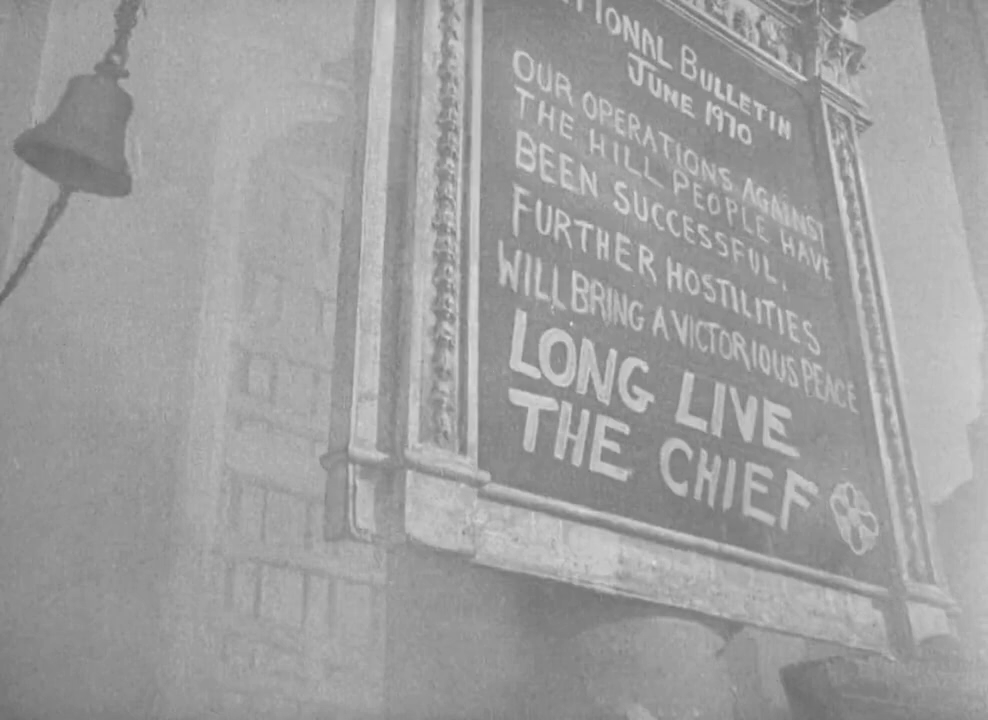 TIONAL BULLETIN
JUNE 1970
OUR OPERATIONS AGAINST
THE HILL PEOPLE HAVE
BEEN SUCCESSFUL.
FURTHER HOSTILITIES
WILL BRING A VICTORIOUS PEACE
LONG LIVE
THE CHIEF